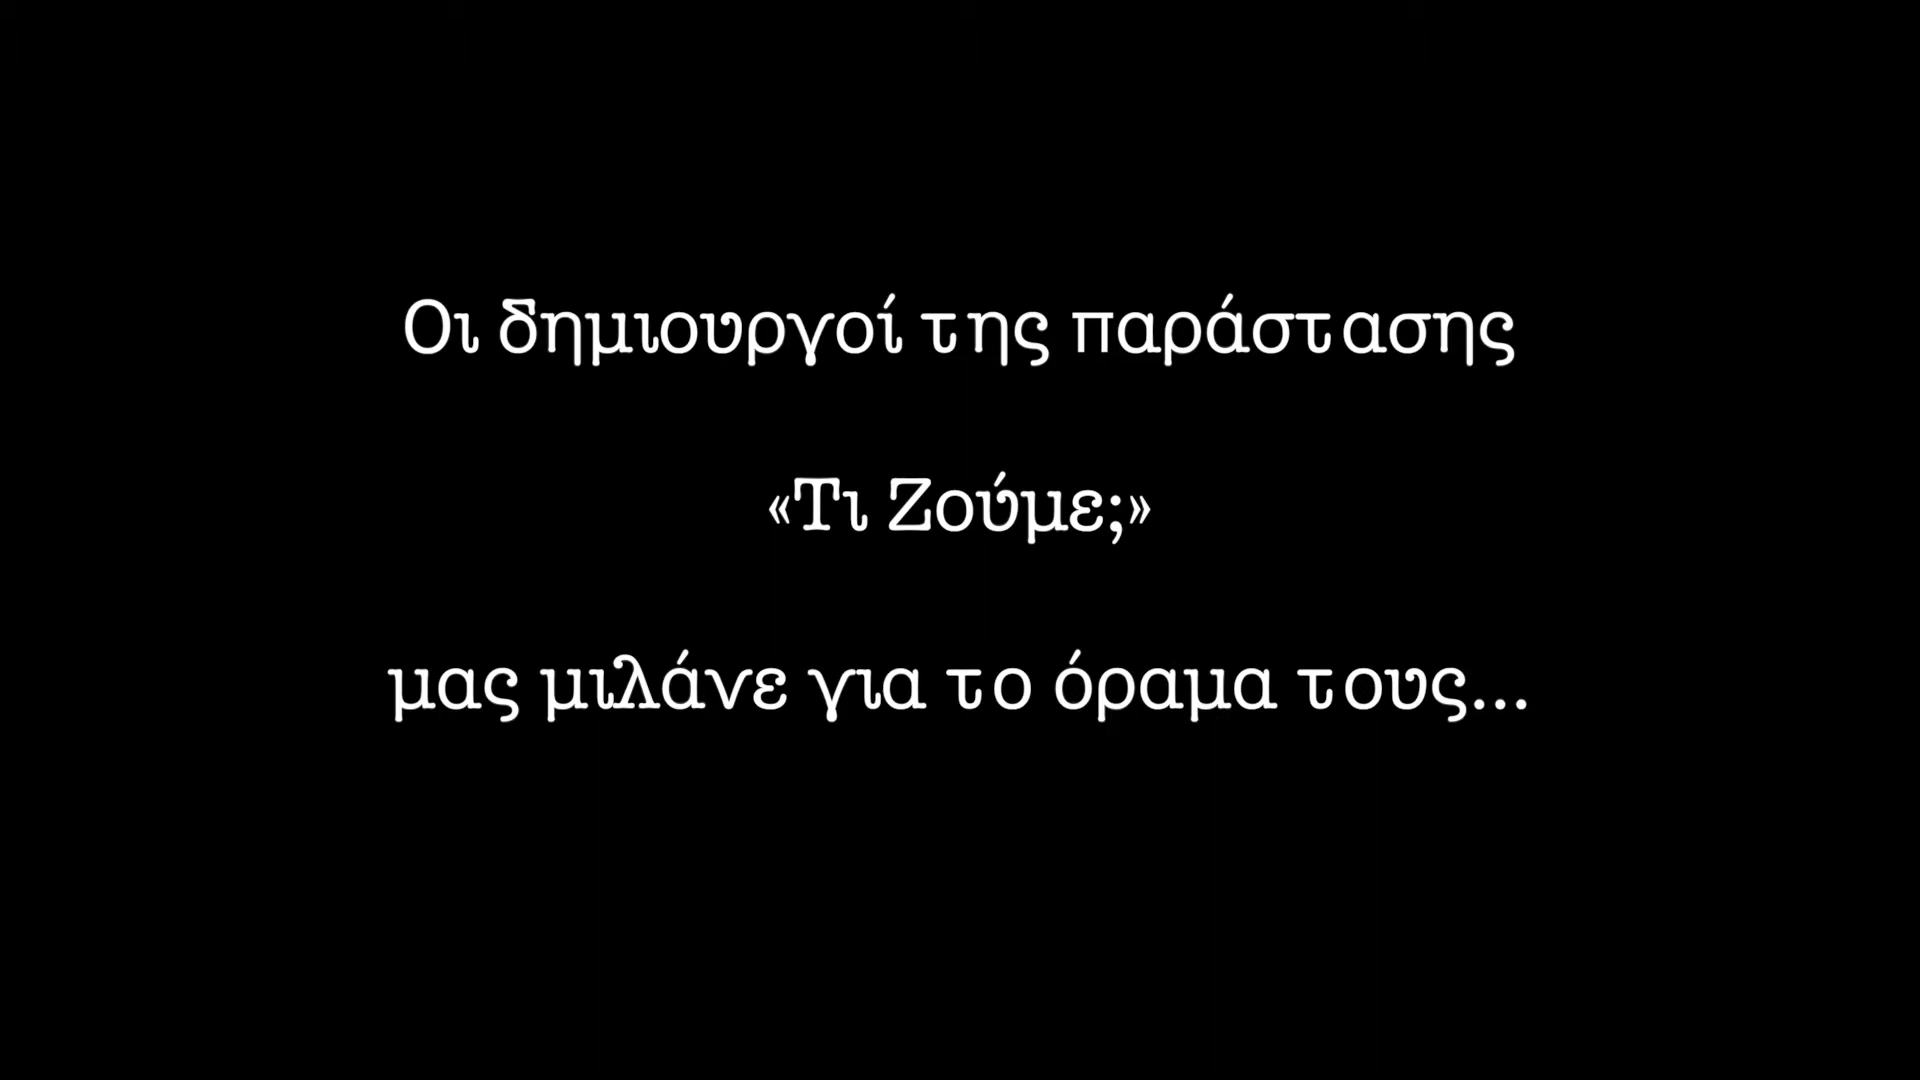 Οι δημιουργοί της παράστασης
«Τι Ζούμε;»
μας μιλάνε για το όραμα τους...